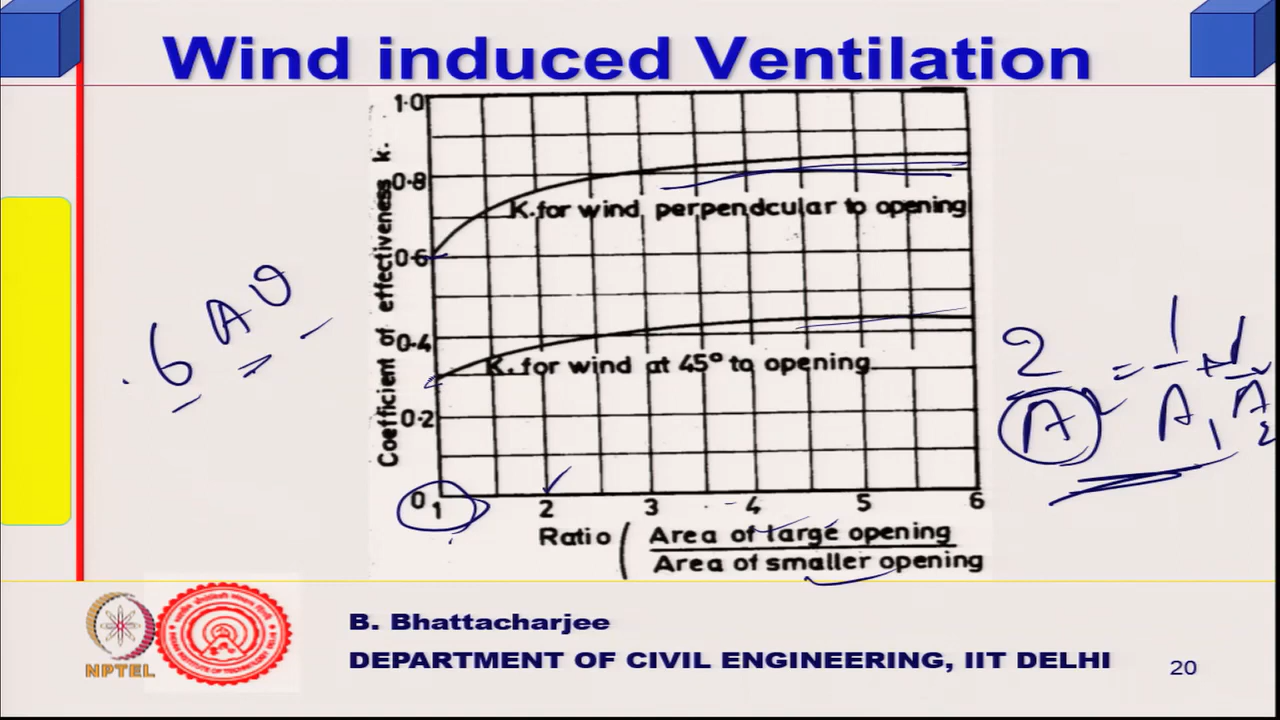 Wind induced Ventilation
Coefficient of effectiveness k.
1.0
0.8
0.6
0.4
0.2
0
K.for wind perpendcular to opening
K. for wind at 45° to opening
1 2 3 4 5 6
Ratio ( Area of large opening
Area of smaller opening
.6 A V
2 / A = 1 / A1 + 1 / A2
NPTEL
B. Bhattacharjee
DEPARTMENT OF CIVIL ENGINEERING, IIT DELHI
20